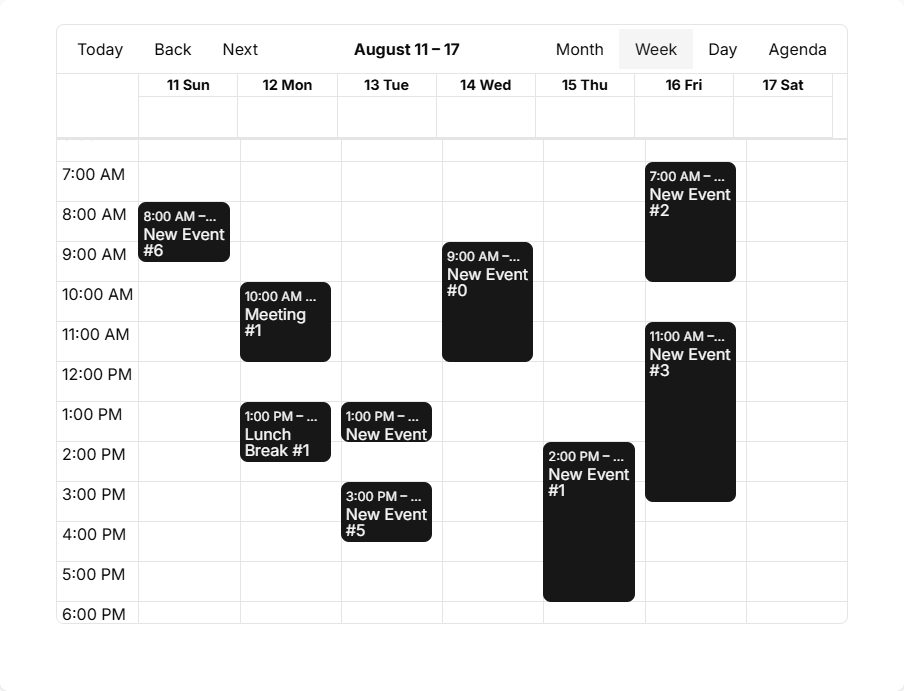 Today Back Next August 11 – 17 Month Week Day Agenda
11 Sun 12 Mon 13 Tue 14 Wed 15 Thu 16 Fri 17 Sat
7:00 AM
8:00 AM
9:00 AM
10:00 AM
11:00 AM
12:00 PM
1:00 PM
2:00 PM
3:00 PM
4:00 PM
5:00 PM
6:00 PM
8:00 AM –...
New Event
#6
10:00 AM ...
Meeting
#1
1:00 PM – ...
Lunch
Break #1
1:00 PM – ...
New Event
3:00 PM – ...
New Event
#5
9:00 AM –...
New Event
#0
2:00 PM – ...
New Event
#1
7:00 AM – ...
New Event
#2
11:00 AM –...
New Event
#3